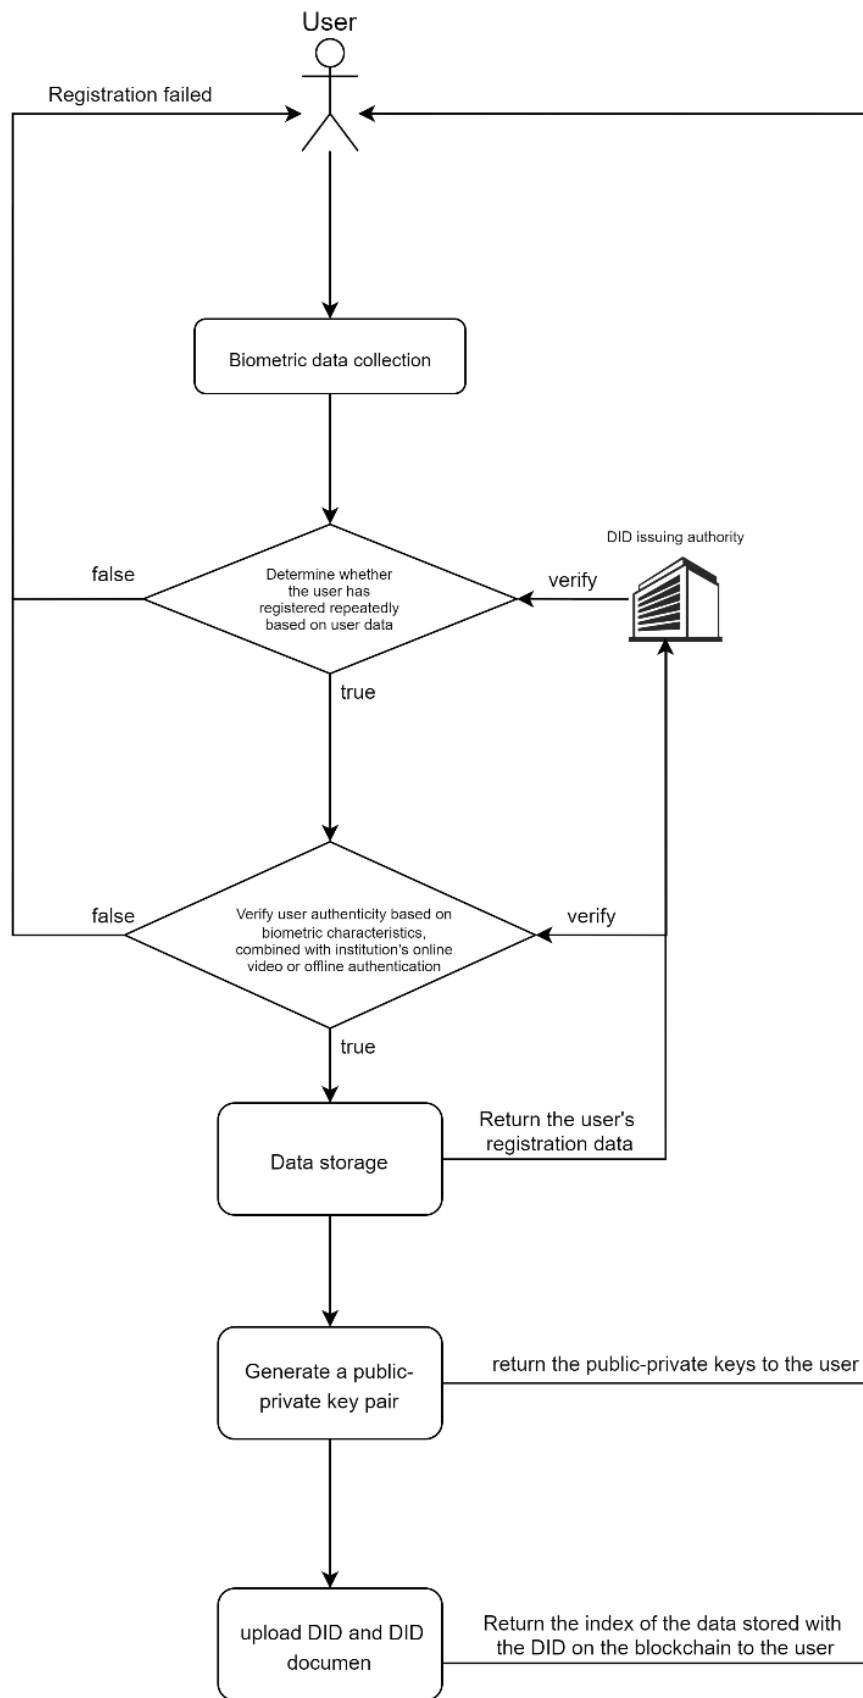 User
Registration failed
Biometric data collection
DID issuing authority
false
Determine whether
the user has
registered repeatedly
based on user data
verify
true
false
Verify user authenticity based on
biometric characteristics,
combined with institution's online
video or offline authentication
verify
true
Data storage
Return the user's
registration data
Generate a public-
private key pair
return the public-private keys to the user
upload DID and DID
documen
Return the index of the data stored with
the DID on the blockchain to the user